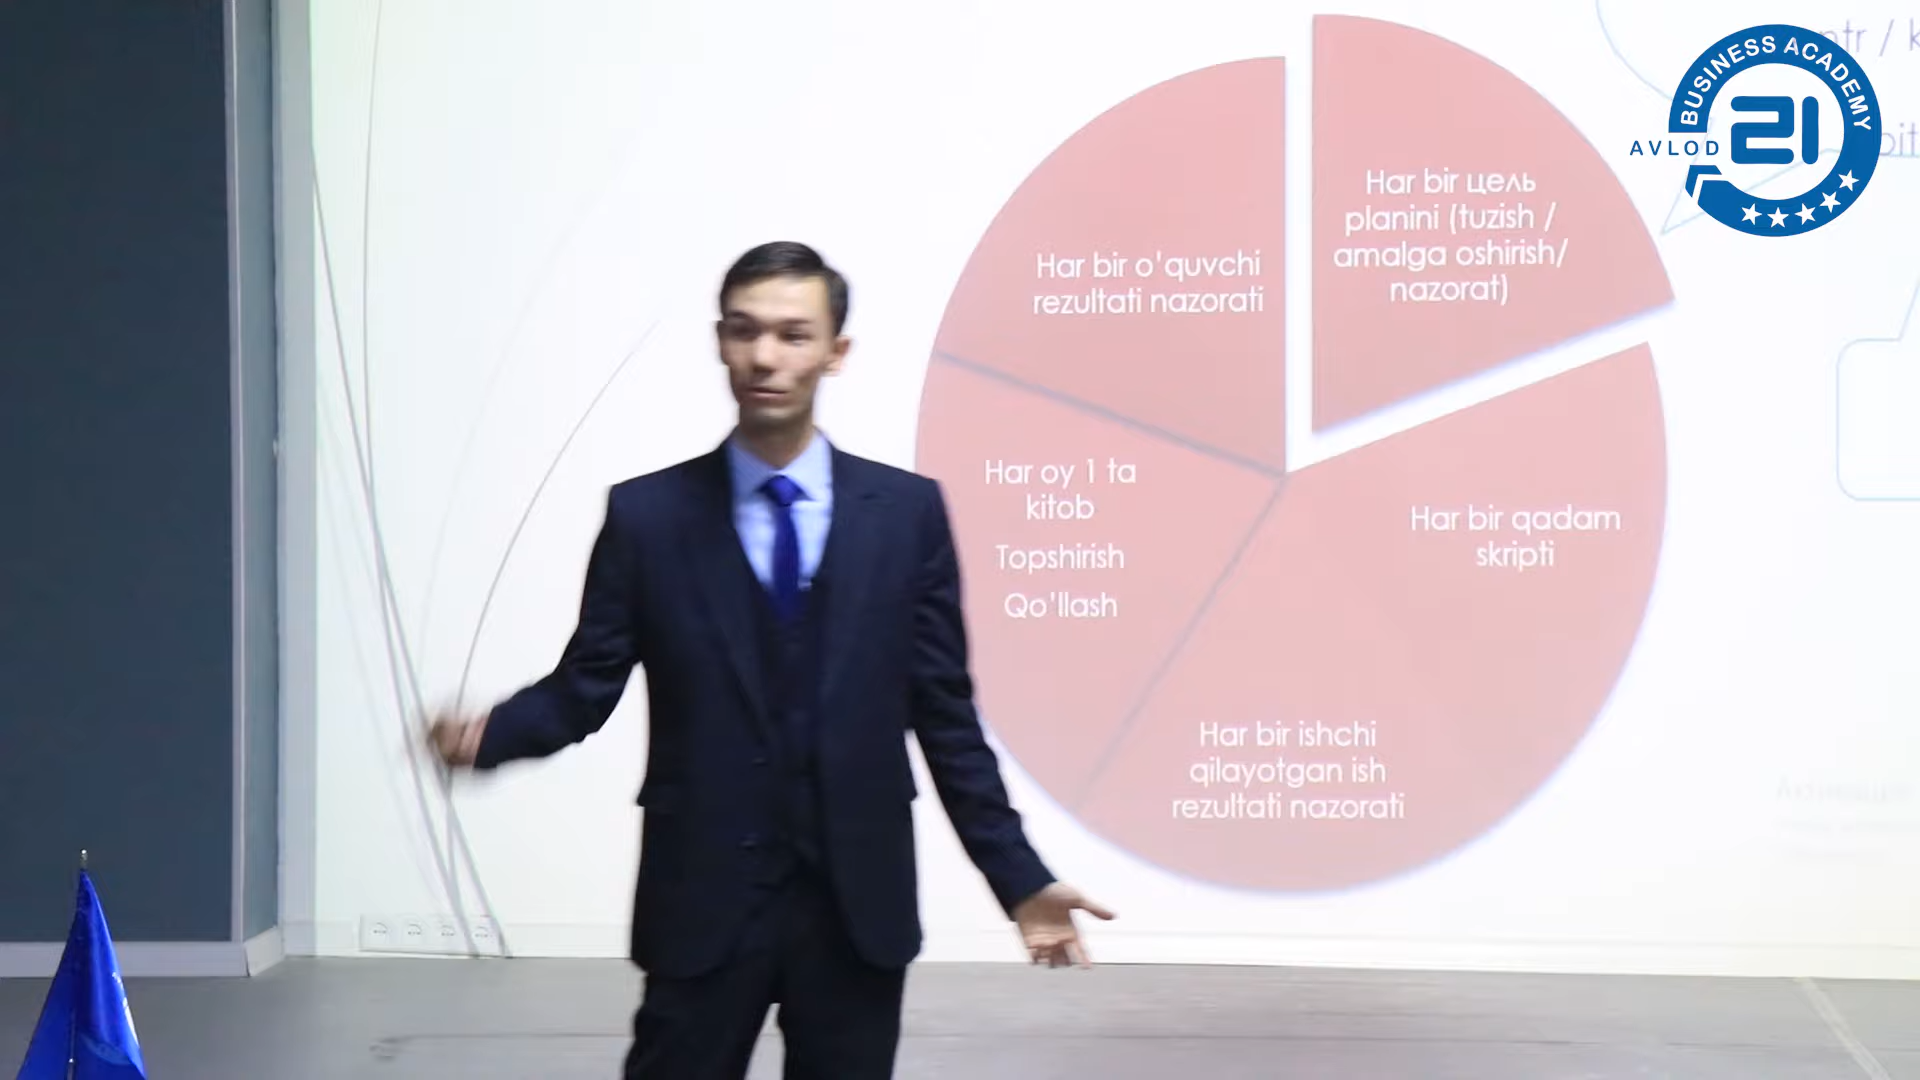 BUSINESS ACADEMY
AVLOD 21
Har bir цель
planini (tuzish /
amalga oshirish/
nazorat)
Har bir o'quvchi
rezultati nazorati
Har oy 1 ta
kitob
Topshirish
Qo'llash
Har bir qadam
skripti
Har bir ishchi
qilayotgan ish
rezultati nazorati